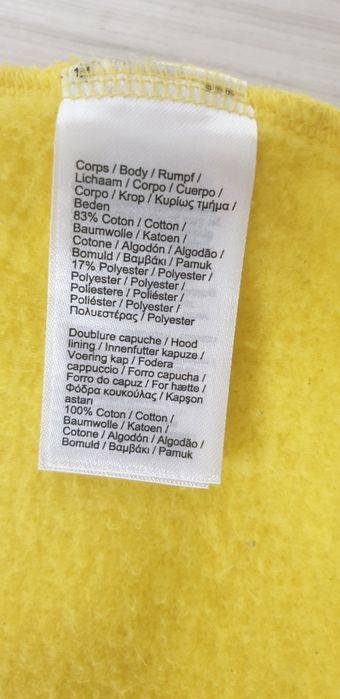 Corps / Body / Rumpf /
Lichaam / Corpo / Cuerpo /
Corpo / Krop / Κυρίως τμήμα /
Beden
83% Coton / Cotton /
Baumwolle / Katoen /
Cotone / Algodón / Algodão /
Bomuld / Βαμβάκι / Pamuk
17% Polyester / Polyester /
Polyester / Polyester /
Poliestere / Poliéster /
Poliéster / Polyester /
Πολυεστέρας / Polyester
Doublure capuche / Hood
lining / Innenfutter kapuze /
Voering kap / Fodera
cappuccio / Forro capucha /
Forro do capuz / For hætte /
Φόδρα κουκούλας / Kapşon
astarı
100% Coton / Cotton /
Baumwolle / Katoen /
Cotone / Algodón / Algodão /
Bomuld / Βαμβάκι / Pamuk